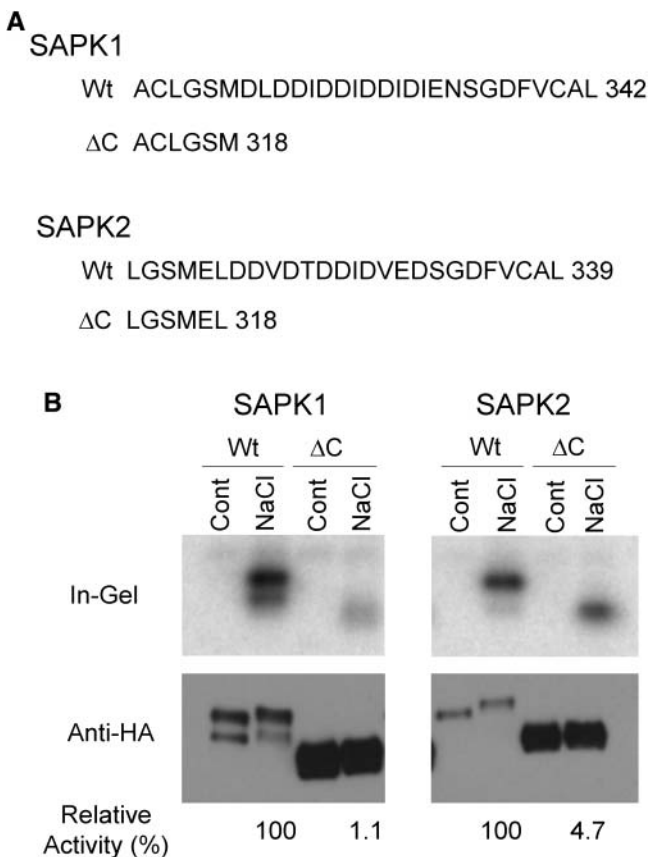 A
SAPK1
Wt ACLGSMDLDDIDDIDDIDIENSGDFVCAL 342
ΔC ACLGSM 318
SAPK2
Wt LGSMELDDVDTDDIDVEDSGDFVCAL 339
ΔC LGSMEL 318
B SAPK1 SAPK2
Wt ΔC Wt ΔC
Cont NaCl Cont NaCl Cont NaCl Cont NaCl
In-Gel
Anti-HA
Relative 100 1.1 100 4.7
Activity (%)